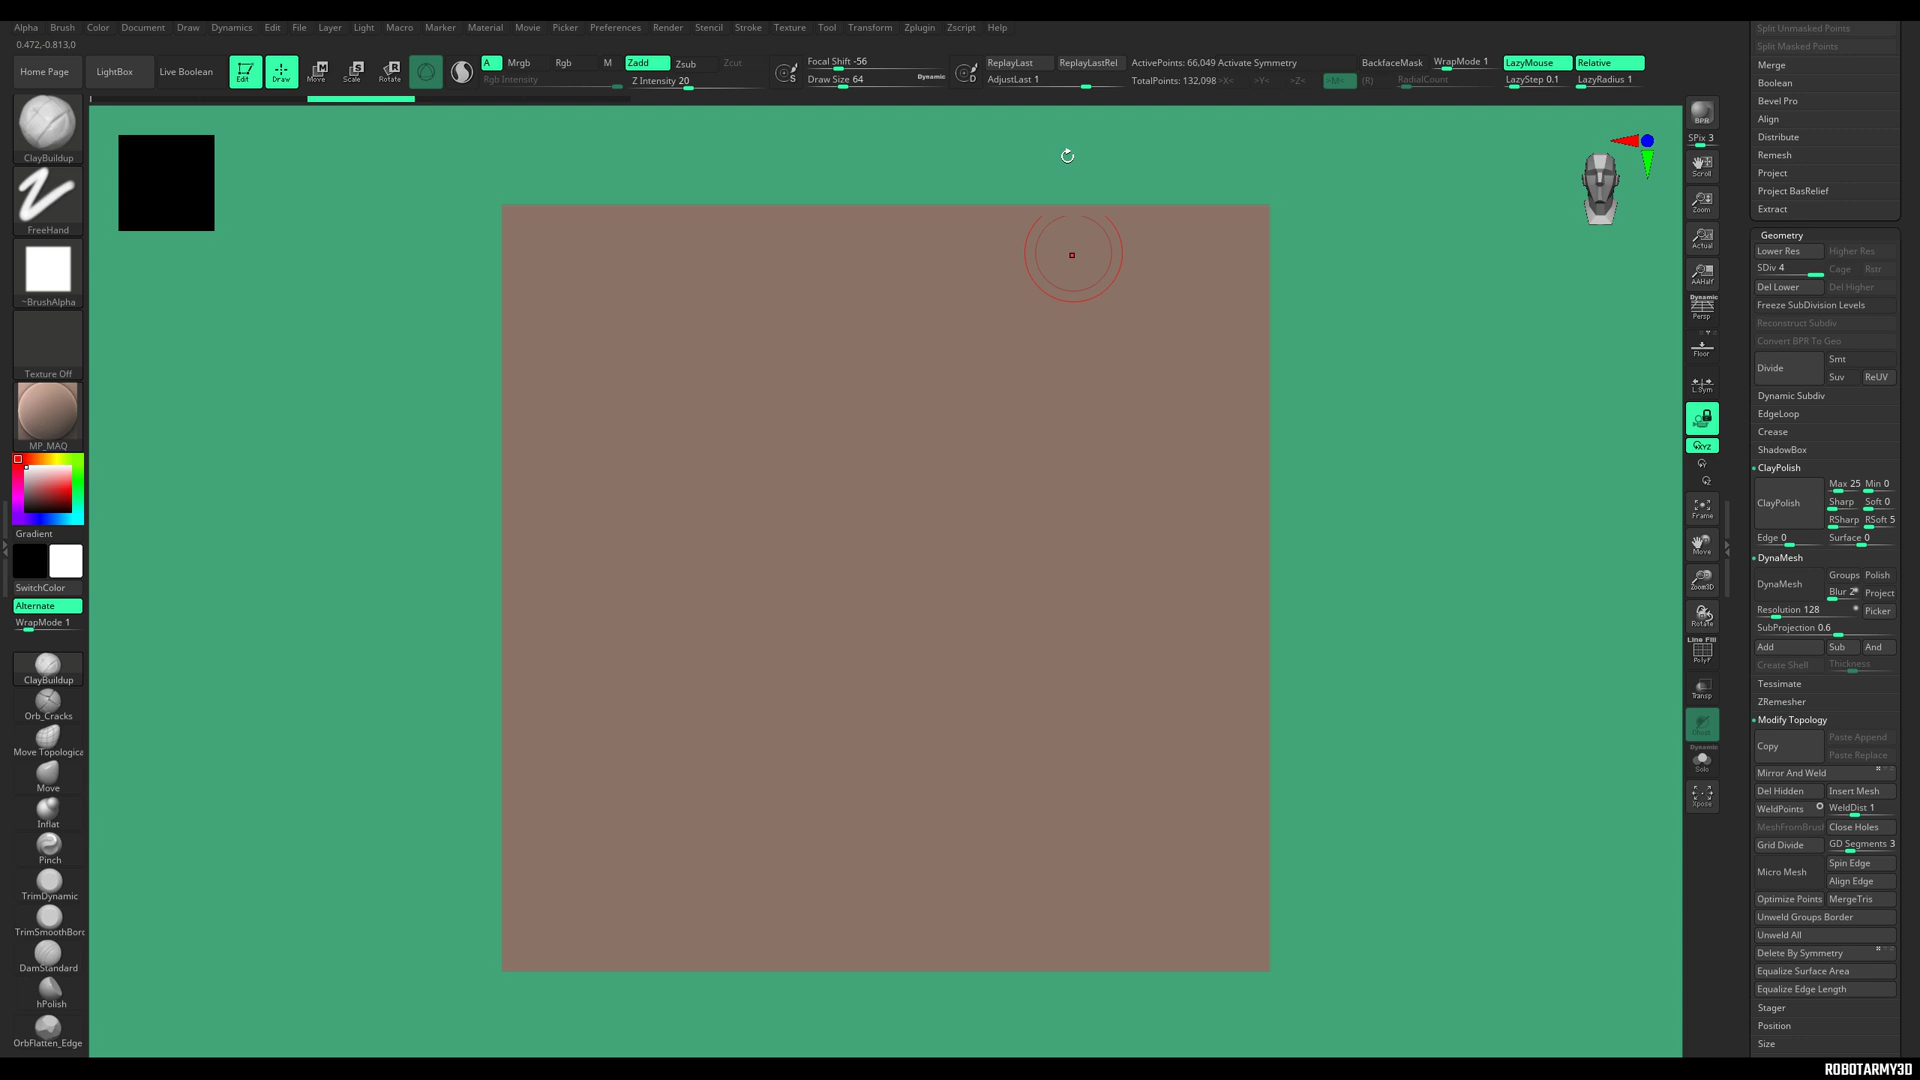 Alpha Brush Color Document Draw Dynamics Edit File Layer Light Macro Marker Material Movie Picker Preferences Render Stencil Stroke Texture Tool Transform Zplugin Zscript Help
0.472,-0.813,0
Home Page LightBox Live Boolean Edit Draw Move Scale Rotate
A Mrgb Rgb M Zadd Zsub Zcut
Rgb Intensity Z Intensity 20
S Focal Shift -56
Draw Size 64 Dynamic
D ReplayLast ReplayLastRel
AdjustLast 1
ActivePoints: 66,049 Activate Symmetry
TotalPoints: 132,098 >X< >Y< >Z< >M< (R) RadialCount
BackfaceMask WrapMode 1
LazyMouse Relative
LazyStep 0.1 LazyRadius 1
ClayBuildup
FreeHand
~BrushAlpha
Texture Off
MP_MAQ
Gradient
SwitchColor
Alternate
WrapMode 1
ClayBuildup
Orb_Cracks
Move Topologica
Move
Inflat
Pinch
TrimDynamic
TrimSmoothBorc
DamStandard
hPolish
OrbFlatten_Edge
BPR
SPix 3
Scroll
Zoom
Actual
AAHalf
Dynamic
Persp
Floor
L.Sym
XYZ
Frame
Move
Zoom3D
Rotate
Line Fill
PolyF
Transp
Ghost
Dynamic
Solo
Xpose
Split Unmasked Points
Split Masked Points
Merge
Boolean
Bevel Pro
Align
Distribute
Remesh
Project
Project BasRelief
Extract
Geometry
Lower Res Higher Res
SDiv 4 Cage Rstr
Del Lower Del Higher
Freeze SubDivision Levels
Reconstruct Subdiv
Convert BPR To Geo
Divide Smt
Suv ReUV
Dynamic Subdiv
EdgeLoop
Crease
ShadowBox
ClayPolish
ClayPolish Max 25 Min 0
Sharp Soft 0
RSharp RSoft 5
Edge 0 Surface 0
DynaMesh
DynaMesh Groups Polish
Blur 2 Project
Resolution 128 Picker
SubProjection 0.6
Add Sub And
Create Shell Thickness
Tessimate
ZRemesher
Modify Topology
Copy Paste Append
Paste Replace
Mirror And Weld
Del Hidden Insert Mesh
WeldPoints WeldDist 1
MeshFromBrus Close Holes
Grid Divide GD Segments 3
Micro Mesh Spin Edge
Align Edge
Optimize Points MergeTris
Unweld Groups Border
Unweld All
Delete By Symmetry
Equalize Surface Area
Equalize Edge Length
Stager
Position
Size
ROBOTARMY3D